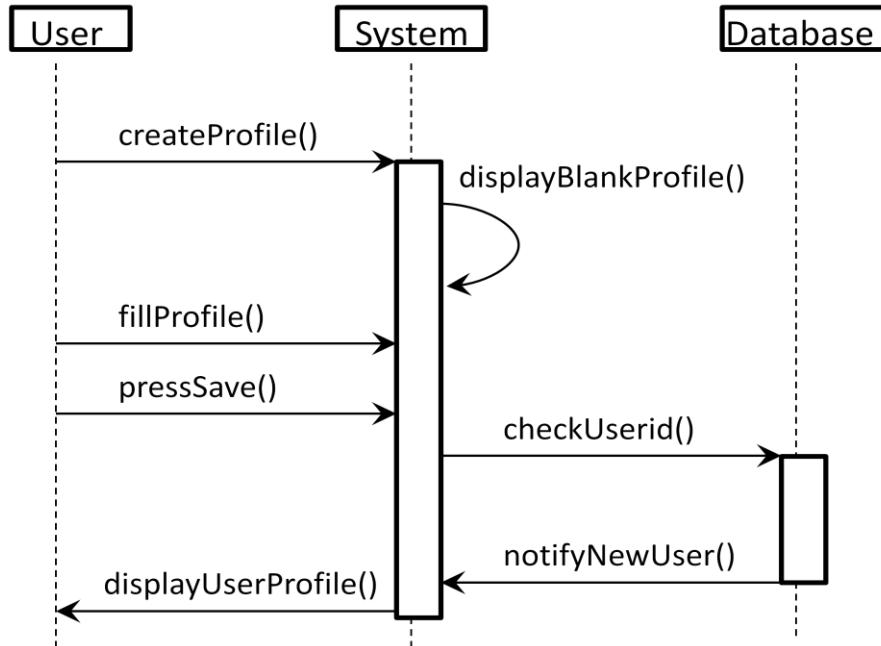 User
System
Database
createProfile()
displayBlankProfile()
fillProfile()
pressSave()
checkUserid()
notifyNewUser()
displayUserProfile()